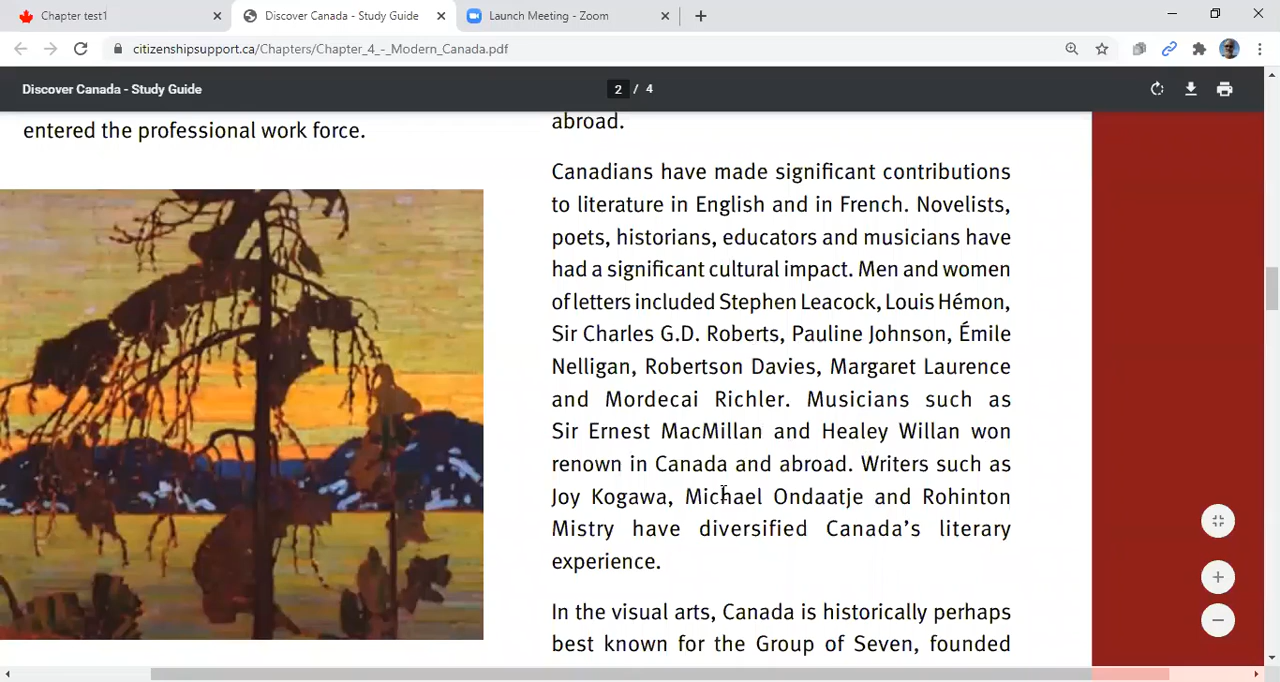 Chapter test1
Discover Canada - Study Guide
Launch Meeting - Zoom
citizenshipsupport.ca/Chapters/Chapter_4_-_Modern_Canada.pdf
Discover Canada - Study Guide
2 / 4
entered the professional work force.
abroad.
Canadians have made significant contributions
to literature in English and in French. Novelists,
poets, historians, educators and musicians have
had a significant cultural impact. Men and women
of letters included Stephen Leacock, Louis Hémon,
Sir Charles G.D. Roberts, Pauline Johnson, Émile
Nelligan, Robertson Davies, Margaret Laurence
and Mordecai Richler. Musicians such as
Sir Ernest MacMillan and Healey Willan won
renown in Canada and abroad. Writers such as
Joy Kogawa, Michael Ondaatje and Rohinton
Mistry have diversified Canada’s literary
experience.
In the visual arts, Canada is historically perhaps
best known for the Group of Seven, founded